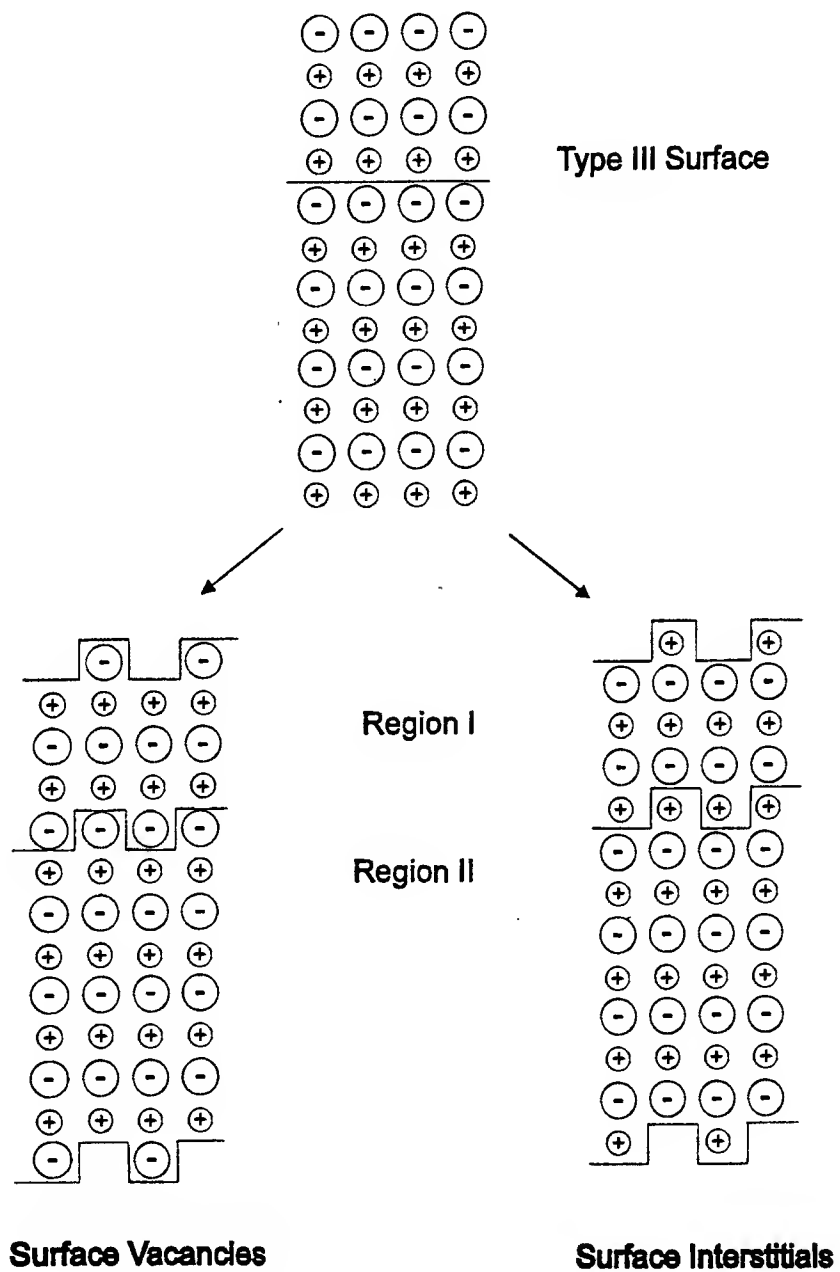 Type III Surface
Region I
Region II
Surface Vacancies
Surface Interstitials